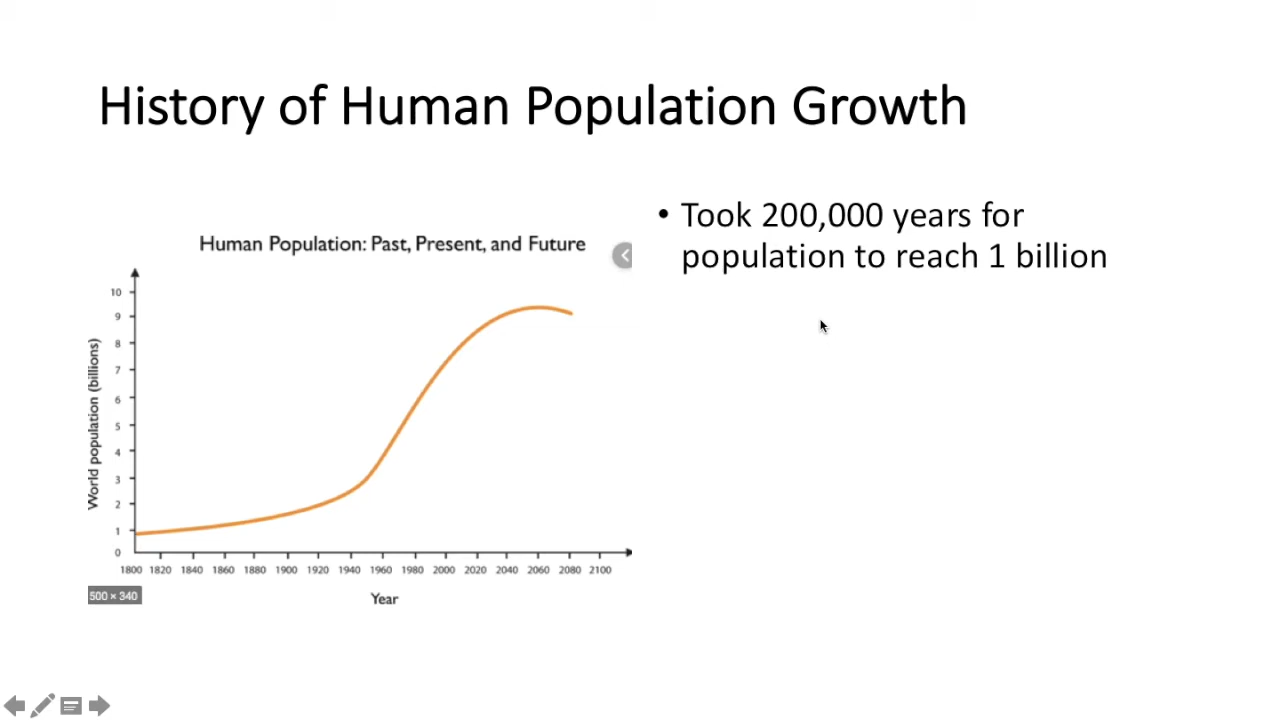 History of Human Population Growth
• Took 200,000 years for
population to reach 1 billion
Human Population: Past, Present, and Future
World population (billions)
10
9
8
7
6
5
4
3
2
1
0
1800 1820 1840 1860 1880 1900 1920 1940 1960 1980 2000 2020 2040 2060 2080 2100
Year
500 × 340